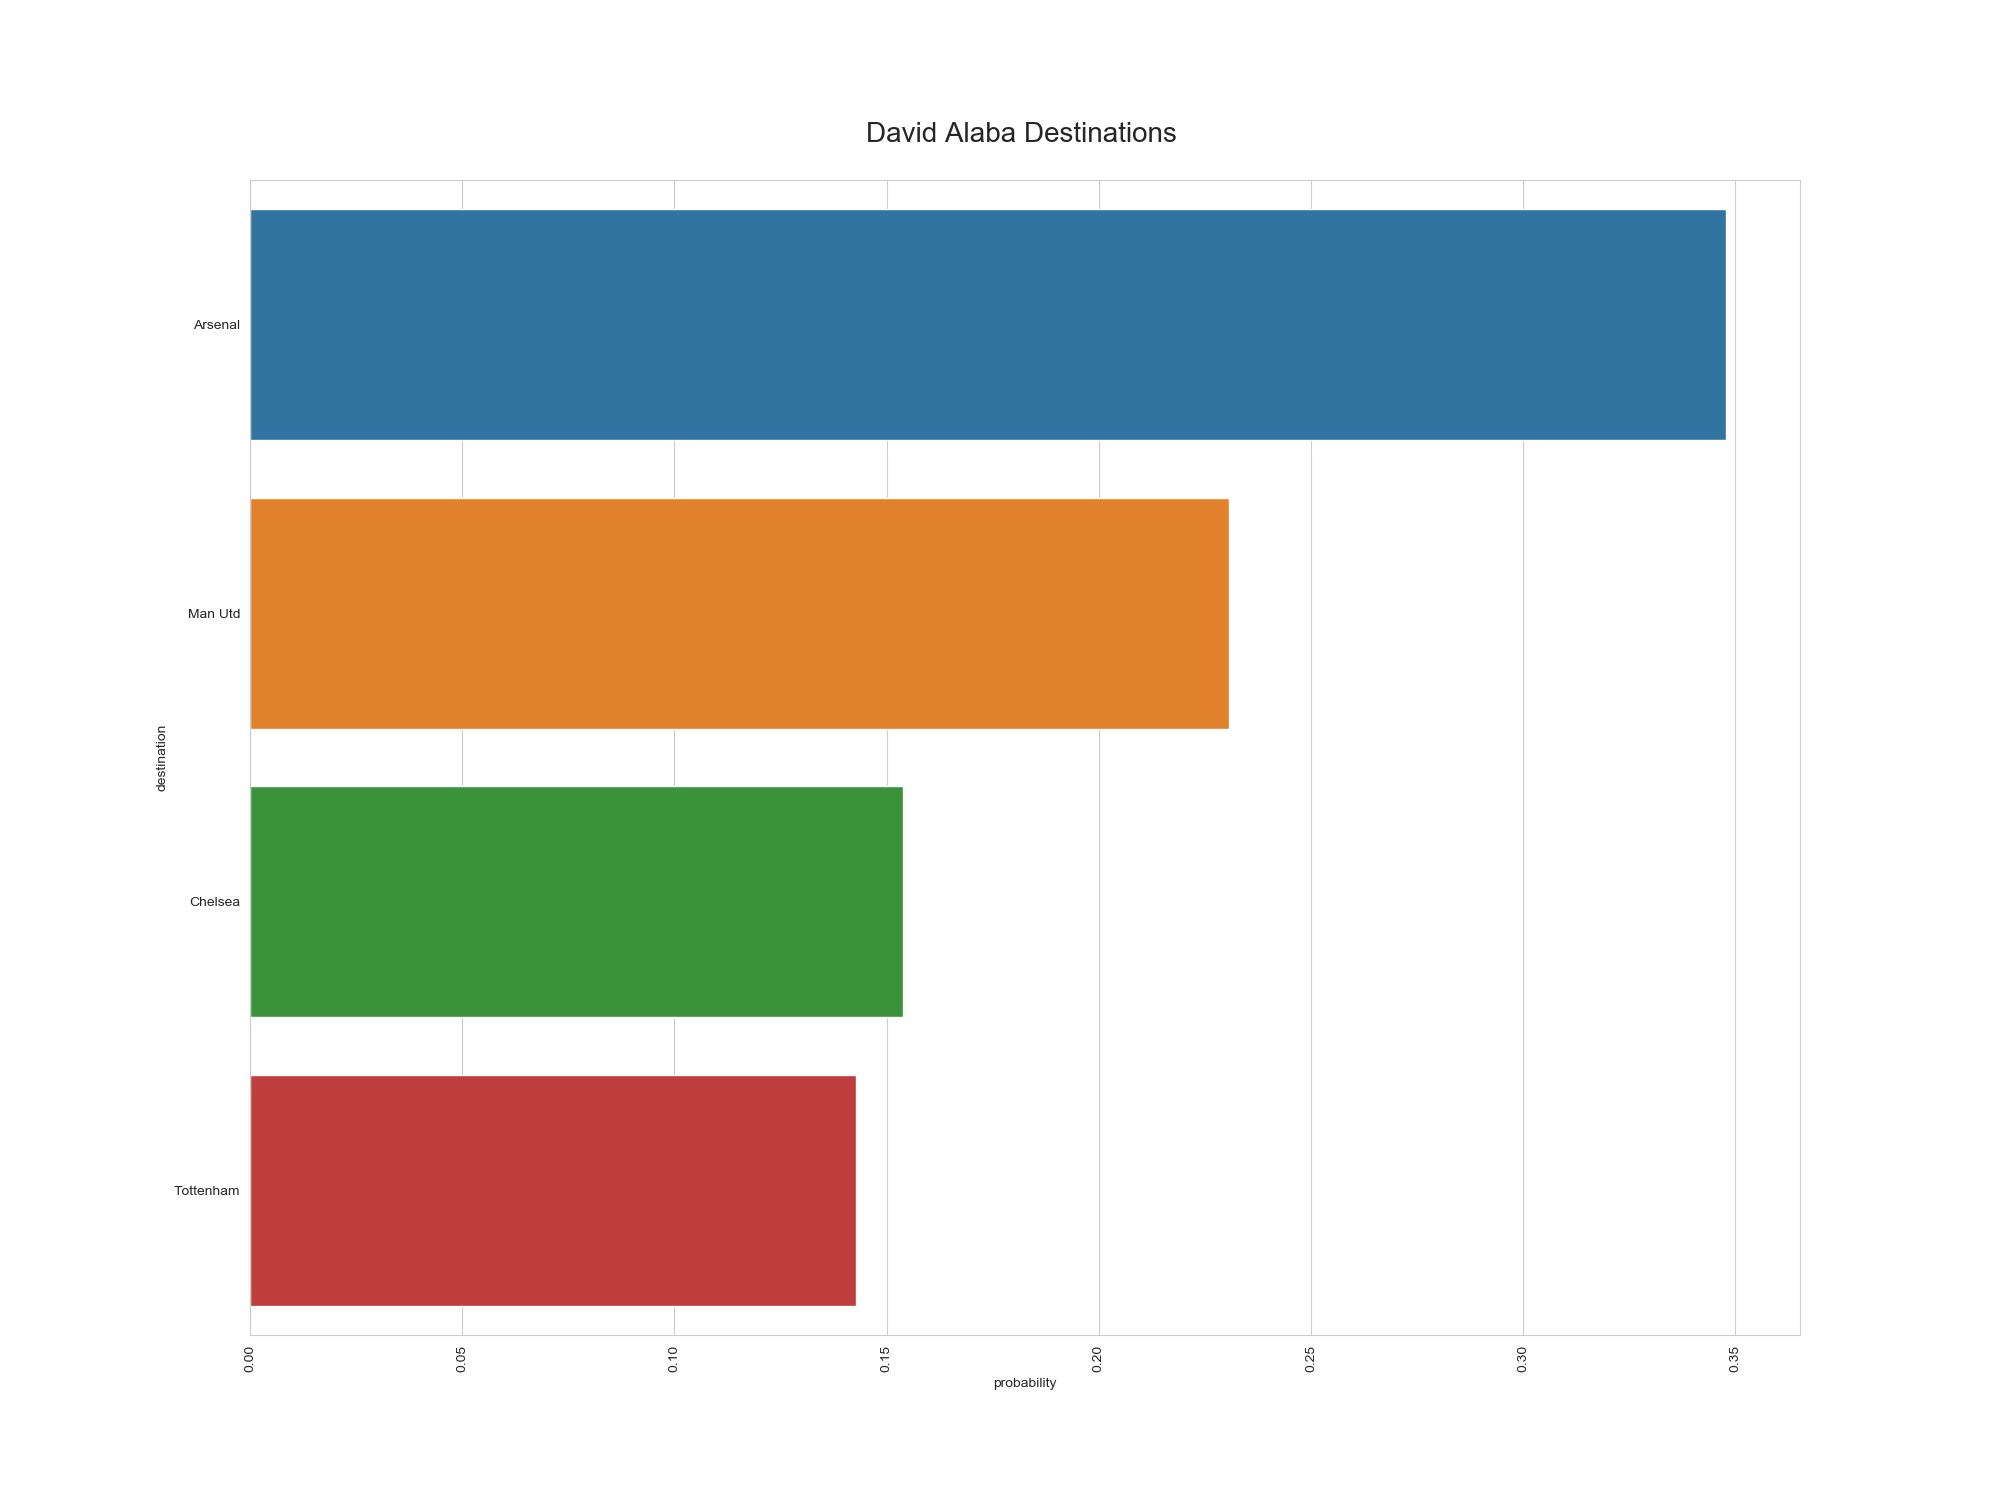 David Alaba Destinations
Arsenal
Man Utd
Chelsea
Tottenham
destination
0.00
0.05
0.10
0.15
0.20
0.25
0.30
0.35
probability